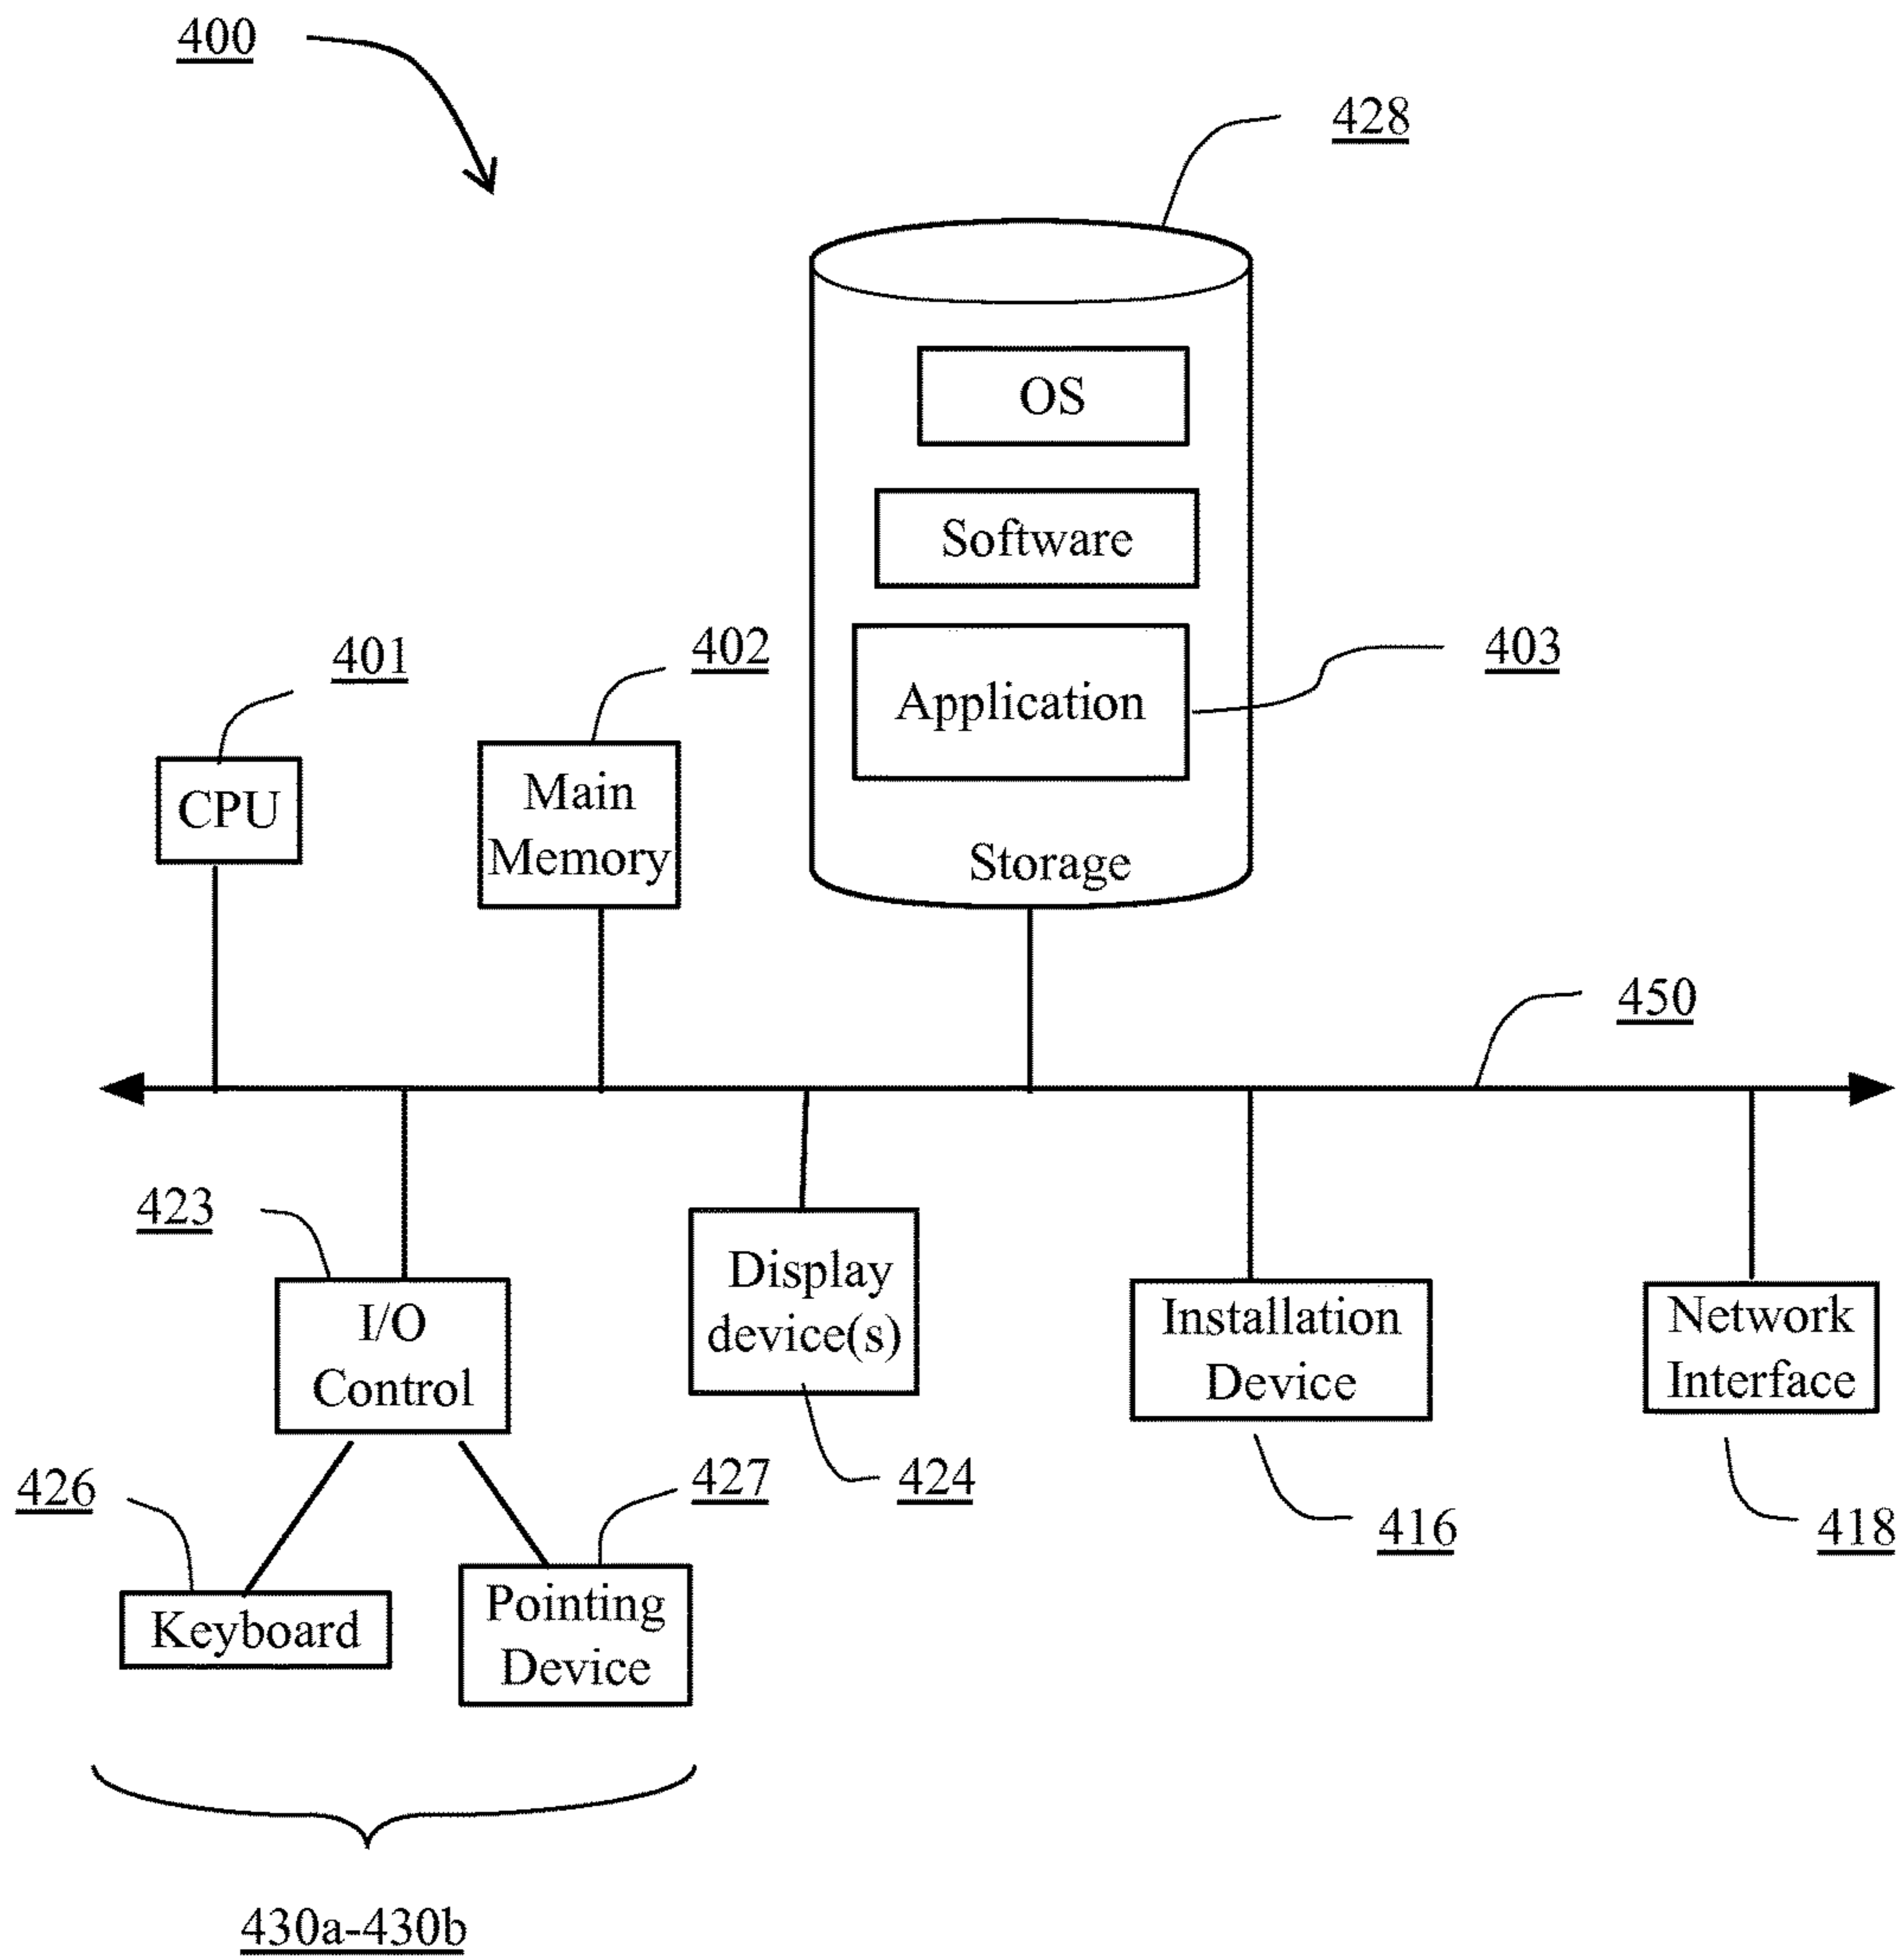 400
428
OS
Software
401
402
403
Application
CPU
Main
Memory
Storage
450
423
Display
device(s)
I/O
Control
Installation
Device
Network
Interface
426
427
424
416
418
Keyboard
Pointing
Device
430a-430b